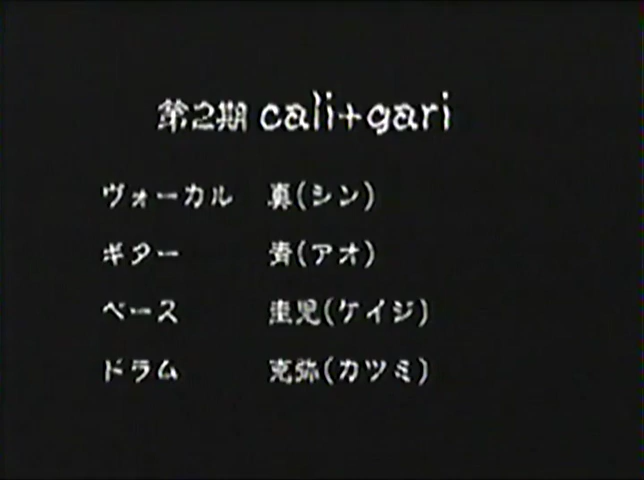 第2期 cali+gari
ヴォーカル 真(シン)
ギター 青(アオ)
ベース 圭児(ケイジ)
ドラム 克弥(カツミ)